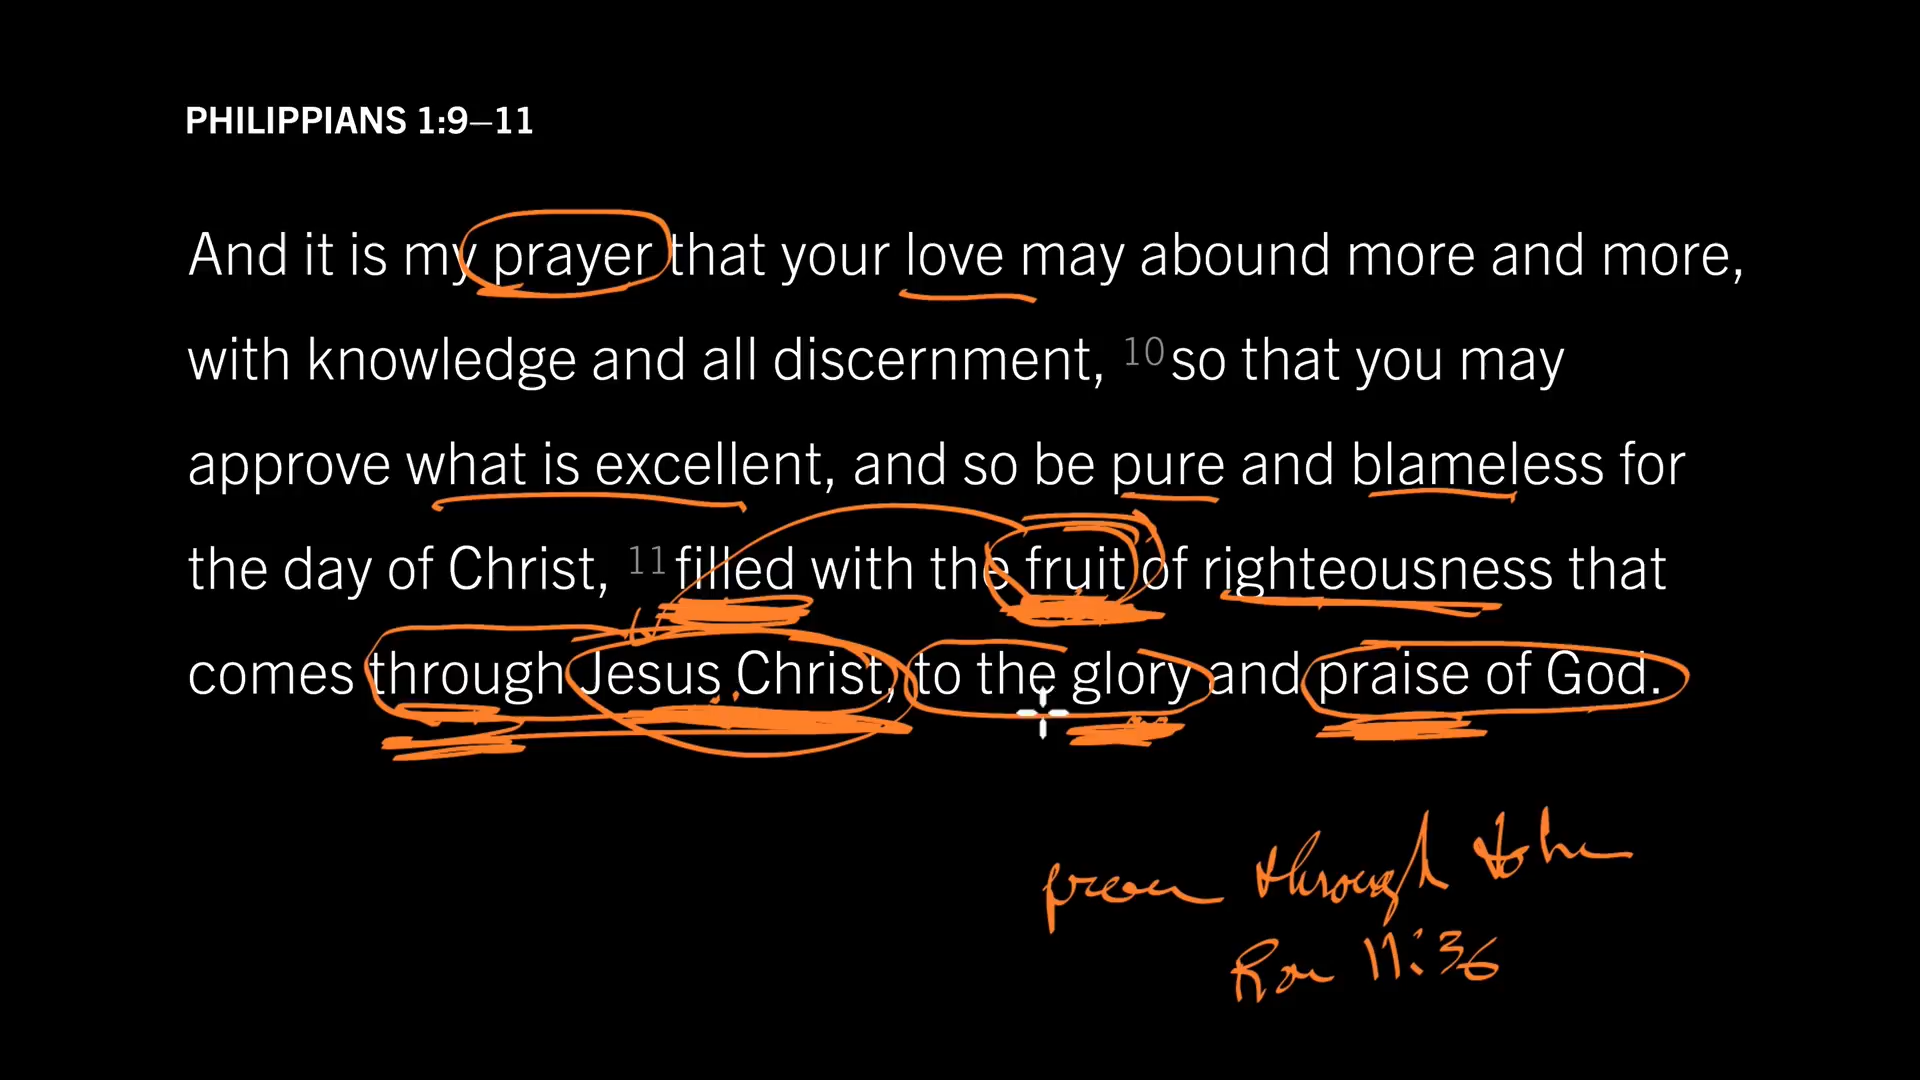 PHILIPPIANS 1:9–11
And it is my prayer that your love may abound more and more,
with knowledge and all discernment, 10 so that you may
approve what is excellent, and so be pure and blameless for
the day of Christ, 11 filled with the fruit of righteousness that
comes through Jesus Christ, to the glory and praise of God.
from through to him
Rom 11:36